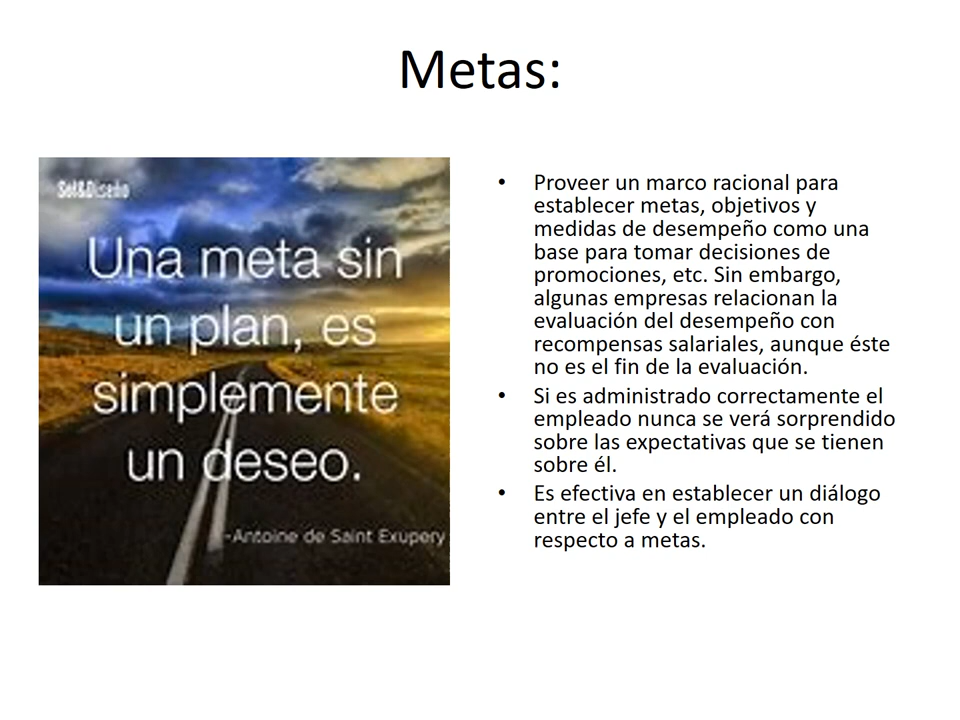 Metas:
Sol&Diseño
Una meta sin
un plan, es
simplemente
un deseo.
-Antoine de Saint Exupery
• Proveer un marco racional para
establecer metas, objetivos y
medidas de desempeño como una
base para tomar decisiones de
promociones, etc. Sin embargo,
algunas empresas relacionan la
evaluación del desempeño con
recompensas salariales, aunque éste
no es el fin de la evaluación.
• Si es administrado correctamente el
empleado nunca se verá sorprendido
sobre las expectativas que se tienen
sobre él.
• Es efectiva en establecer un diálogo
entre el jefe y el empleado con
respecto a metas.